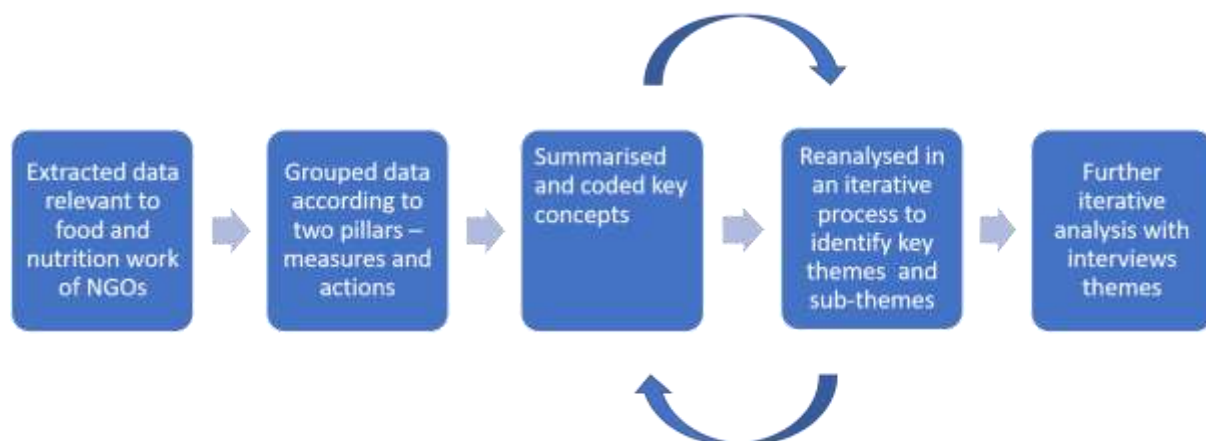 Extracted data
relevant to
food and
nutrition work
of NGOs
Grouped data
according to
two pillars –
measures and
actions
Summarised
and coded key
concepts
Reanalysed in
an iterative
process to
identify key
themes and
sub-themes
Further
iterative
analysis with
interviews
themes